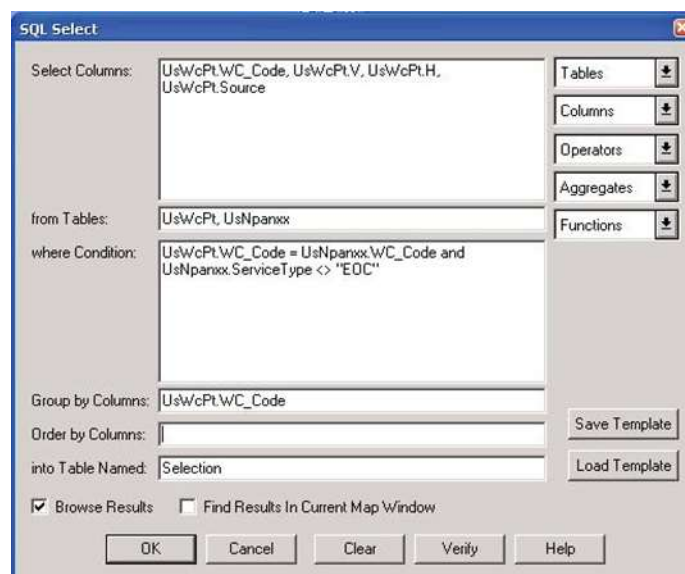 SQL Select
Select Columns:
UsWcPt.WC_Code, UsWcPt.V, UsWcPt.H,
UsWcPt.Source
Tables
Columns
Operators
Aggregates
Functions
from Tables:
UsWcPt, UsNpanxx
where Condition:
UsWcPt.WC_Code = UsNpanxx.WC_Code and
UsNpanxx.ServiceType <> "EOC"
Group by Columns:
UsWcPt.WC_Code
Order by Columns:
into Table Named:
Selection
Save Template
Load Template
Browse Results
Find Results In Current Map Window
OK
Cancel
Clear
Verify
Help